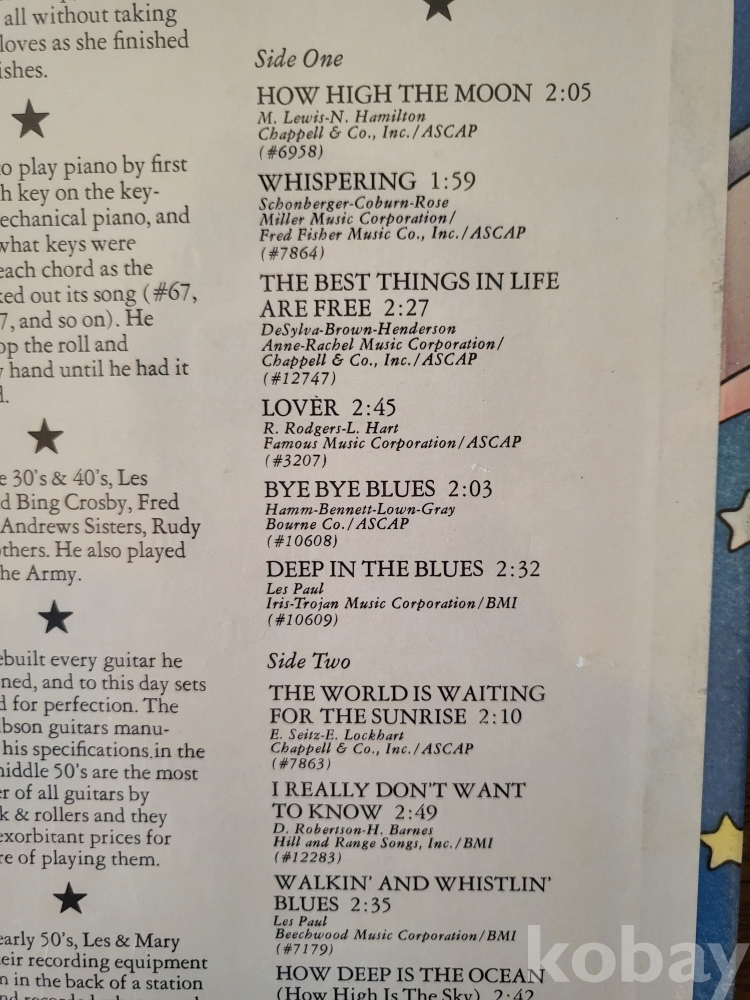 all without taking
loves as she finished
ishes.
o play piano by first
h key on the key-
echanical piano, and
what keys were
each chord as the
ked out its song (#67,
7, and so on). He
op the roll and
hand until he had it
d.
e 30's & 40's, Les
d Bing Crosby, Fred
Andrews Sisters, Rudy
others. He also played
he Army.
ebuilt every guitar he
ned, and to this day sets
d for perfection. The
ibson guitars manu-
his specifications in the
niddle 50's are the most
er of all guitars by
k & rollers and they
exorbitant prices for
re of playing them.
early 50's, Les & Mary
eir recording equipment
n in the back of a station
Side One
HOW HIGH THE MOON 2:05
M. Lewis-N. Hamilton
Chappell & Co., Inc./ASCAP
(#6958)
WHISPERING 1:59
Schonberger-Coburn-Rose
Miller Music Corporation/
Fred Fisher Music Co., Inc./ASCAP
(#7864)
THE BEST THINGS IN LIFE
ARE FREE 2:27
DeSylva-Brown-Henderson
Anne-Rachel Music Corporation/
Chappell & Co., Inc./ASCAP
(#12747)
LOVER 2:45
R. Rodgers-L. Hart
Famous Music Corporation/ASCAP
(#3207)
BYE BYE BLUES 2:03
Hamm-Bennett-Lown-Gray
Bourne Co./ASCAP
(#10608)
DEEP IN THE BLUES 2:32
Les Paul
Iris-Trojan Music Corporation/BMI
(#10609)
Side Two
THE WORLD IS WAITING
FOR THE SUNRISE 2:10
E. Seitz-E. Lockhart
Chappell & Co., Inc./ASCAP
(#7863)
I REALLY DON'T WANT
TO KNOW 2:49
D. Robertson-H. Barnes
Hill and Range Songs, Inc./BMI
(#12283)
WALKIN' AND WHISTLIN'
BLUES 2:35
Les Paul
Beechwood Music Corporation/BMI
(#7179)
HOW DEEP IS THE OCEAN
(How High Is The Sky) 2:42
kobay